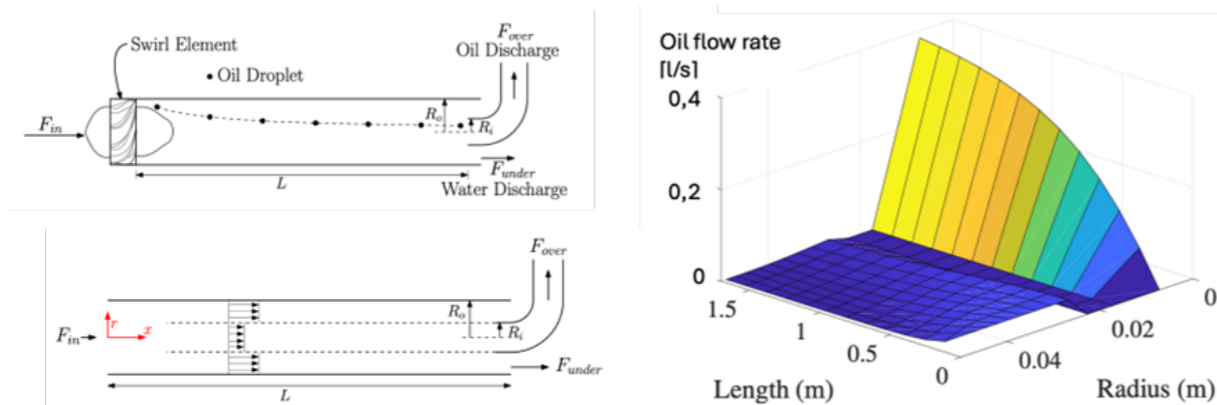 Swirl Element
Oil Droplet
F_over
Oil Discharge
F_in
R_o
R_i
L
F_under
Water Discharge
F_over
F_in
r
x
R_o
R_i
F_under
L
Oil flow rate
[l/s]
0,4
0,2
0
1.5
1
0.5
0
0.04
0.02
0
Length (m)
Radius (m)